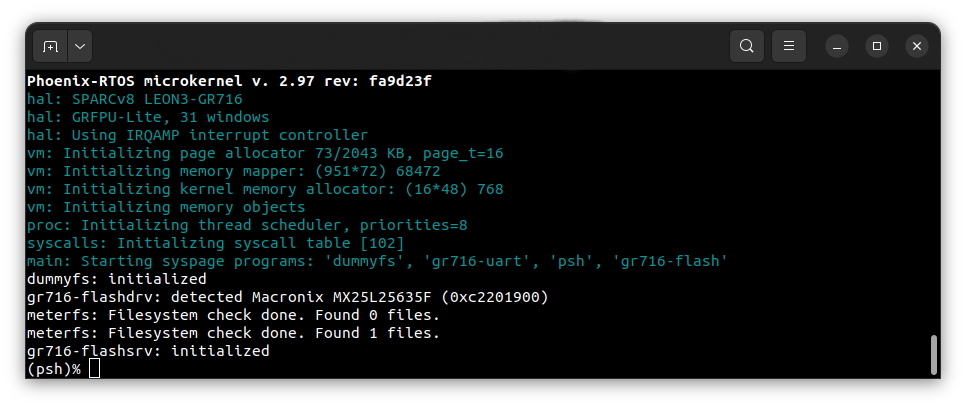 Phoenix-RTOS microkernel v. 2.97 rev: fa9d23f
hal: SPARCv8 LEON3-GR716
hal: GRFPU-Lite, 31 windows
hal: Using IRQAMP interrupt controller
vm: Initializing page allocator 73/2043 KB, page_t=16
vm: Initializing memory mapper: (951*72) 68472
vm: Initializing kernel memory allocator: (16*48) 768
vm: Initializing memory objects
proc: Initializing thread scheduler, priorities=8
syscalls: Initializing syscall table [102]
main: Starting syspage programs: 'dummyfs', 'gr716-uart', 'psh', 'gr716-flash'
dummyfs: initialized
gr716-flashdrv: detected Macronix MX25L25635F (0xc2201900)
meterfs: Filesystem check done. Found 0 files.
meterfs: Filesystem check done. Found 1 files.
gr716-flashsrv: initialized
(psh)%